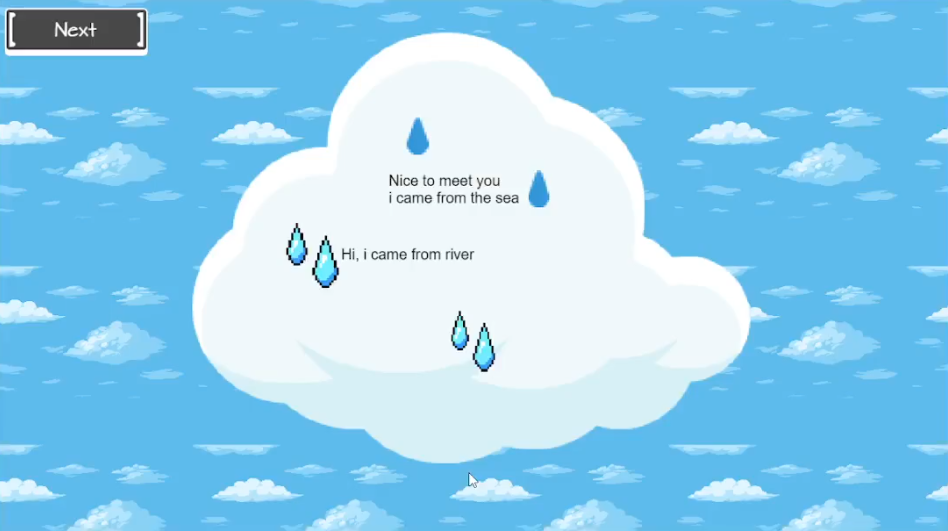 Next
Nice to meet you
i came from the sea
Hi, i came from river